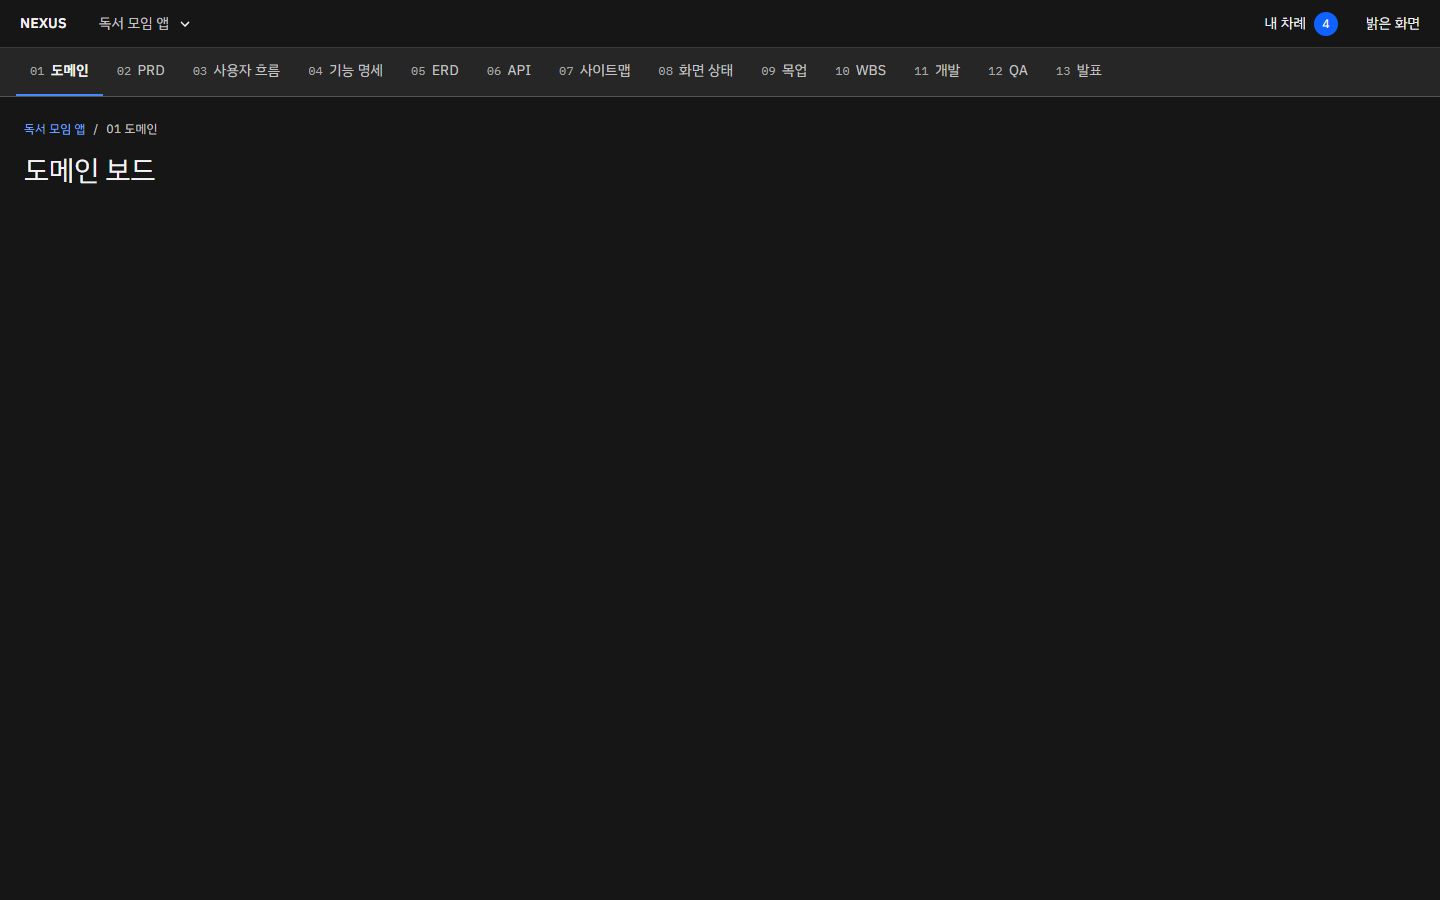 NEXUS 독서 모임 앱 내 차례 4 밝은 화면
01 도메인 02 PRD 03 사용자 흐름 04 기능 명세 05 ERD 06 API 07 사이트맵 08 화면 상태 09 목업 10 WBS 11 개발 12 QA 13 발표
독서 모임 앱 / 01 도메인
도메인 보드